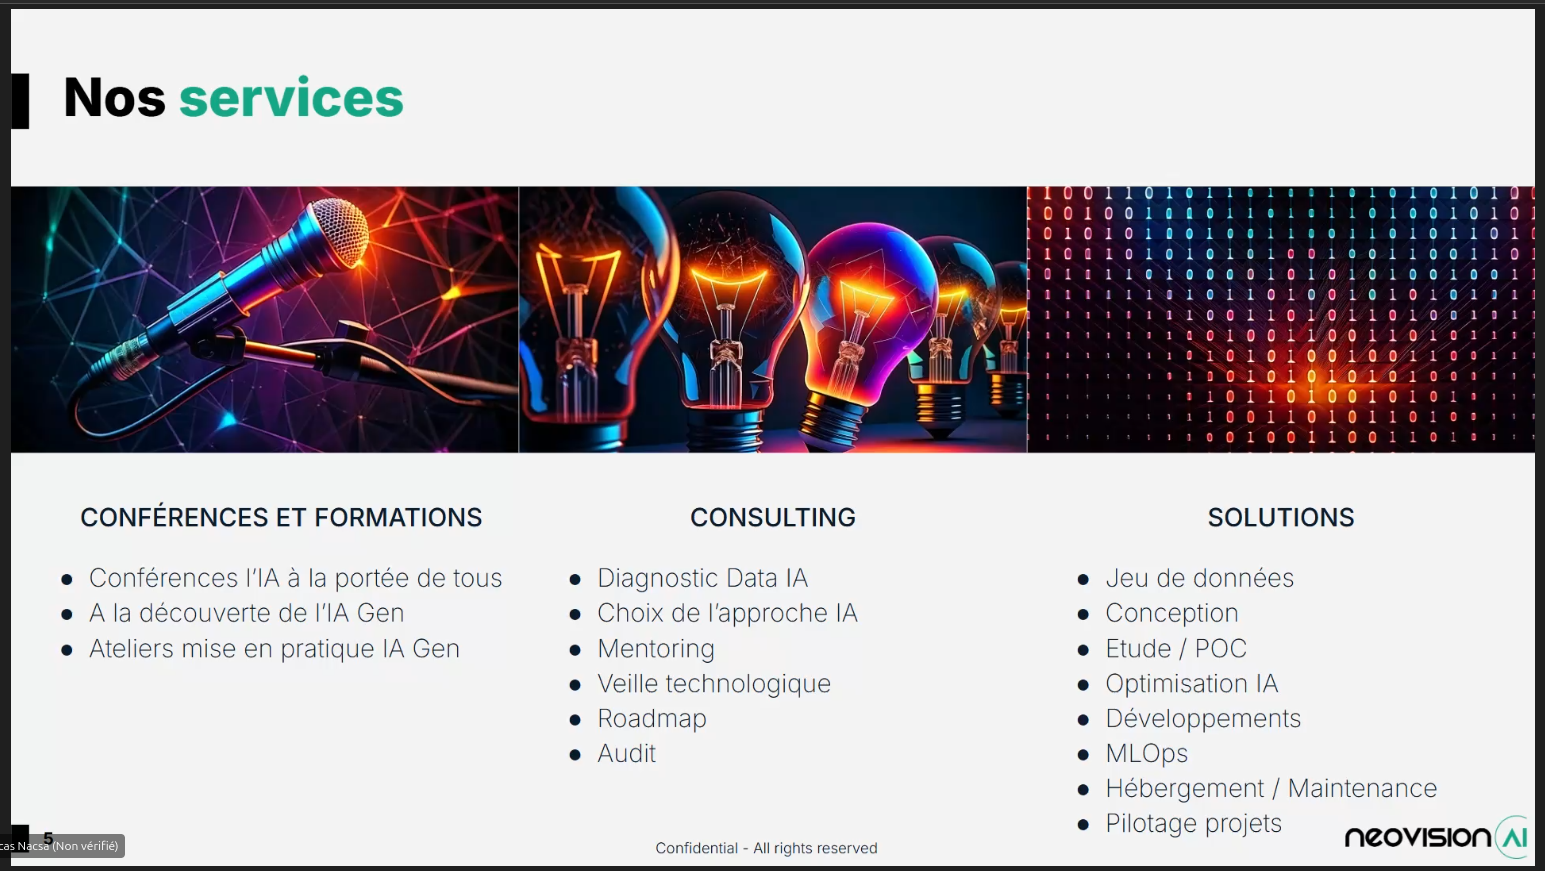 Nos services
CONFÉRENCES ET FORMATIONS
● Conférences l'IA à la portée de tous
● A la découverte de l'IA Gen
● Ateliers mise en pratique IA Gen
CONSULTING
● Diagnostic Data IA
● Choix de l'approche IA
● Mentoring
● Veille technologique
● Roadmap
● Audit
SOLUTIONS
● Jeu de données
● Conception
● Etude / POC
● Optimisation IA
● Développements
● MLOps
● Hébergement / Maintenance
● Pilotage projets
5
cas Nacsa (Non vérifié)
Confidential - All rights reserved
neovision AI